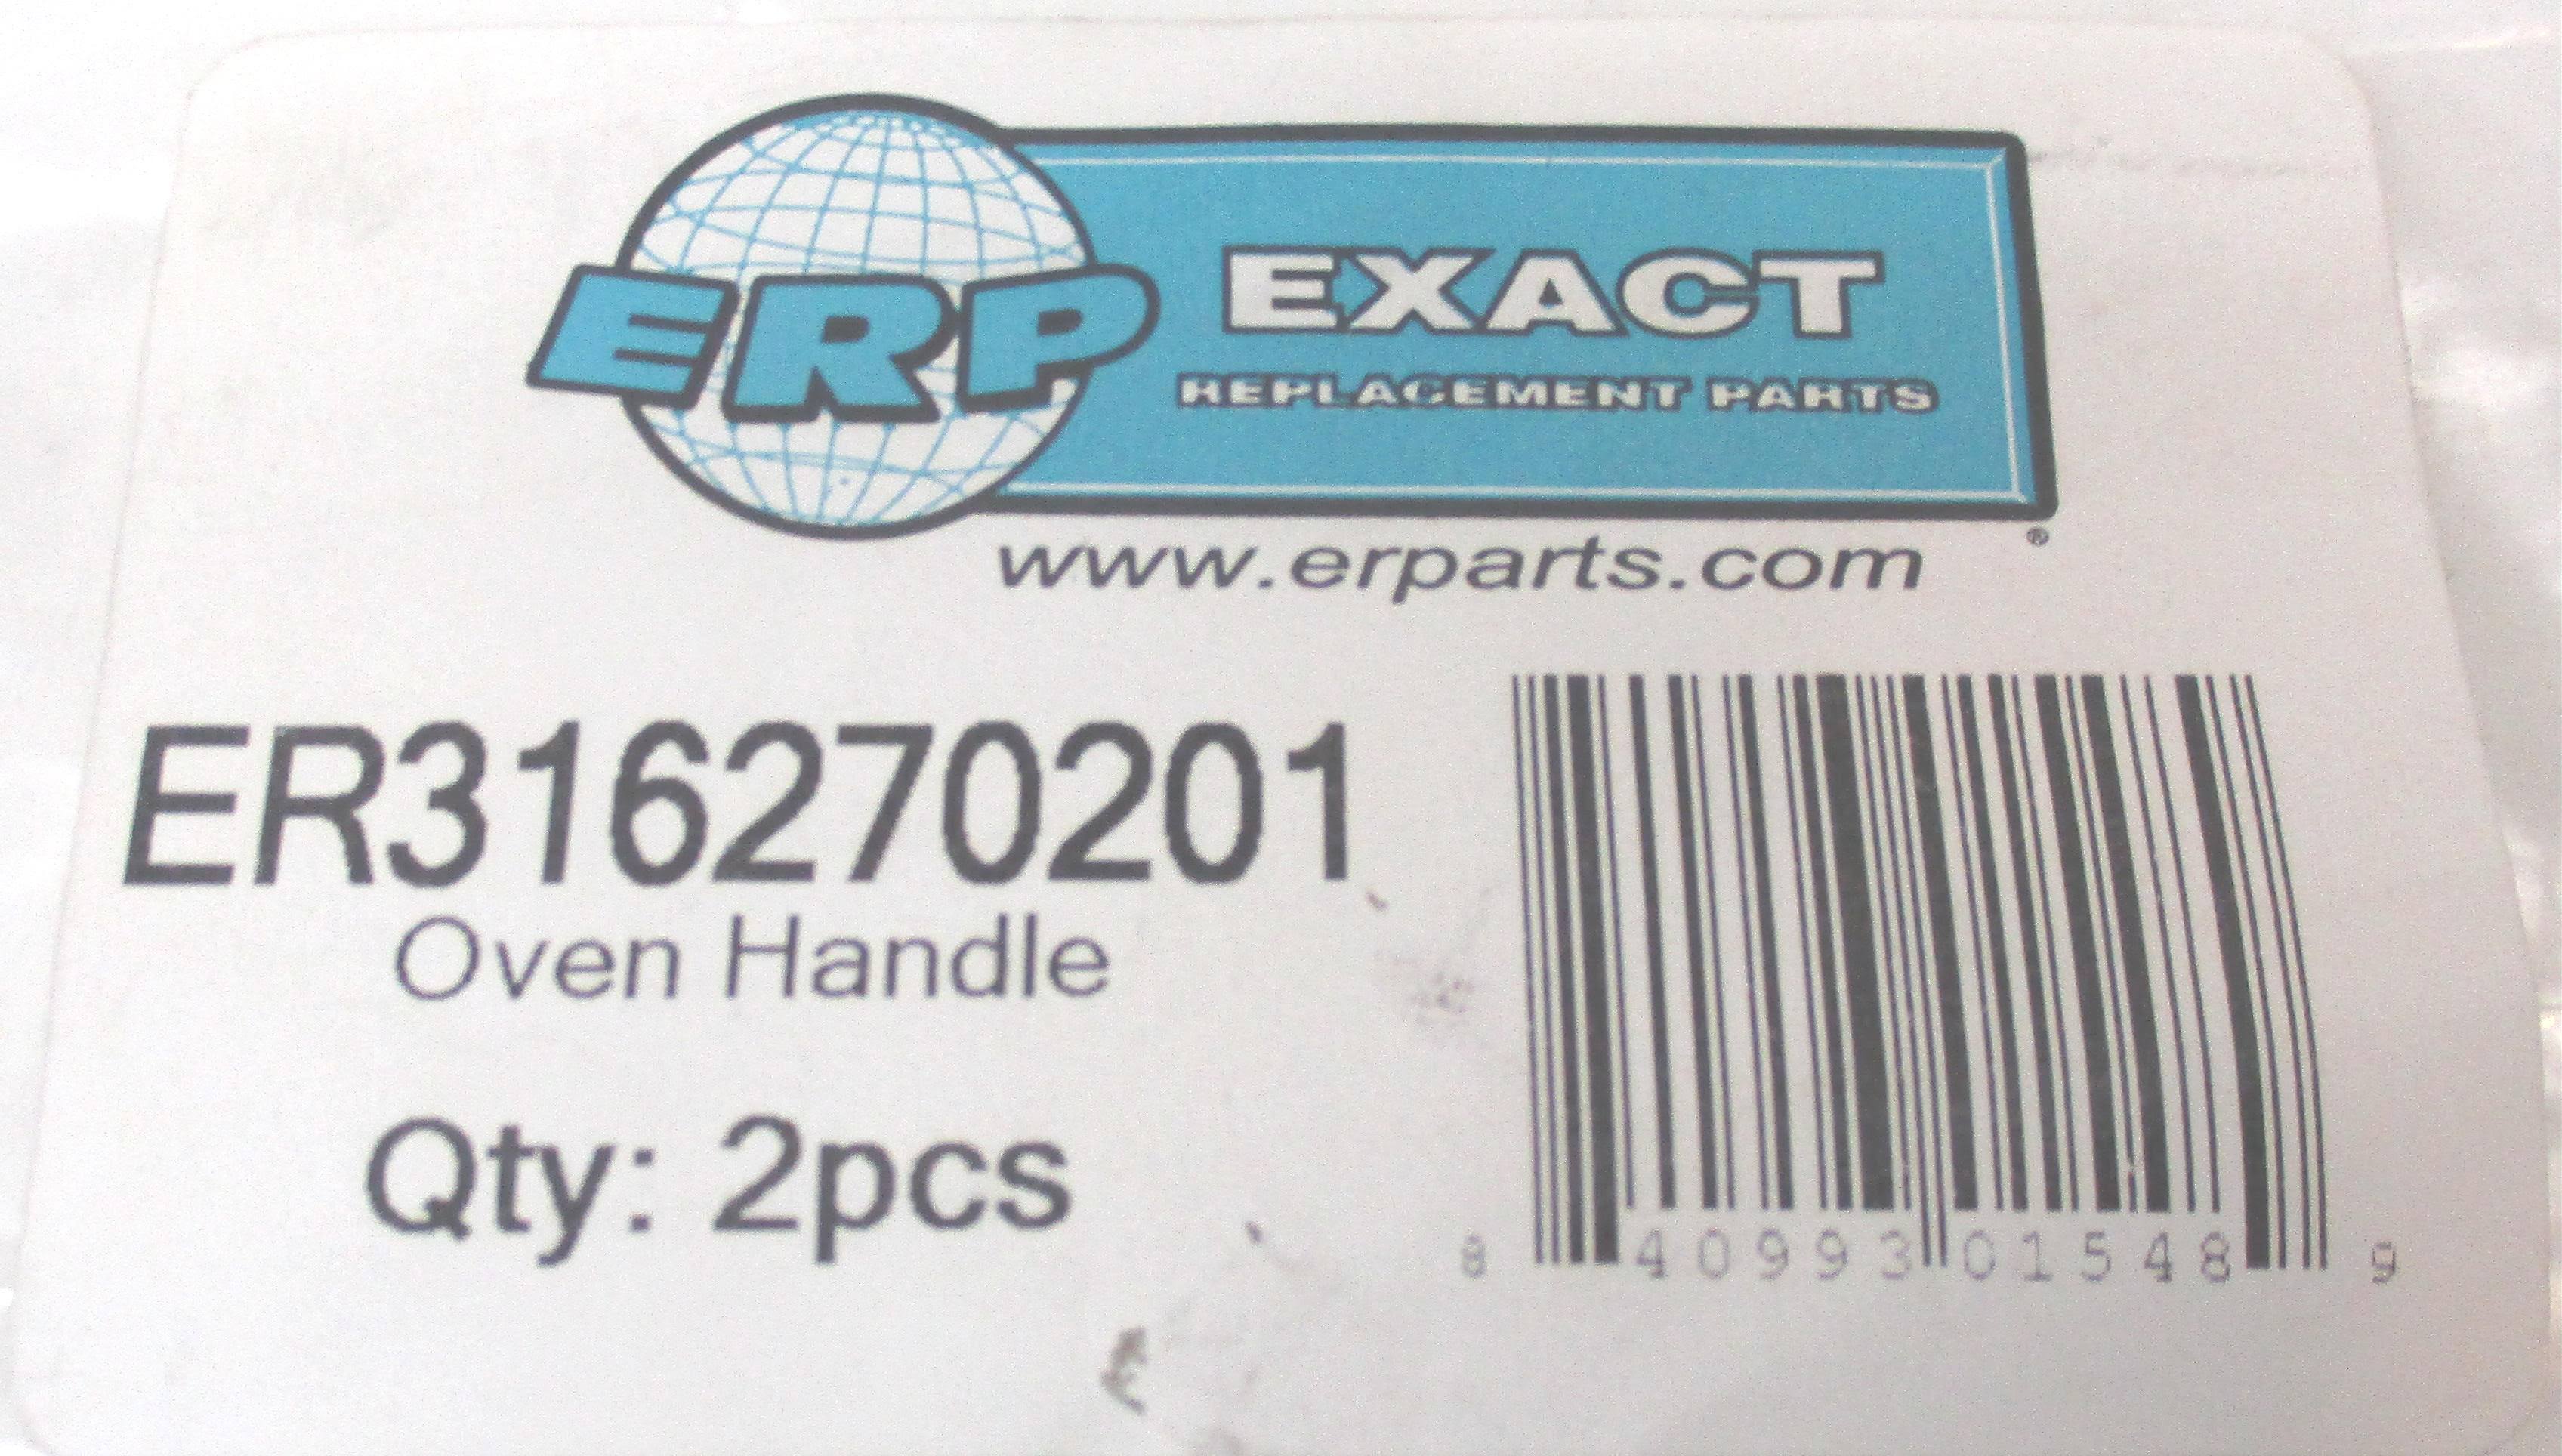 ERP EXACT
REPLACEMENT PARTS
®
www.erparts.com
ER316270201
Oven Handle
Qty: 2pcs
8 40993 01548 9